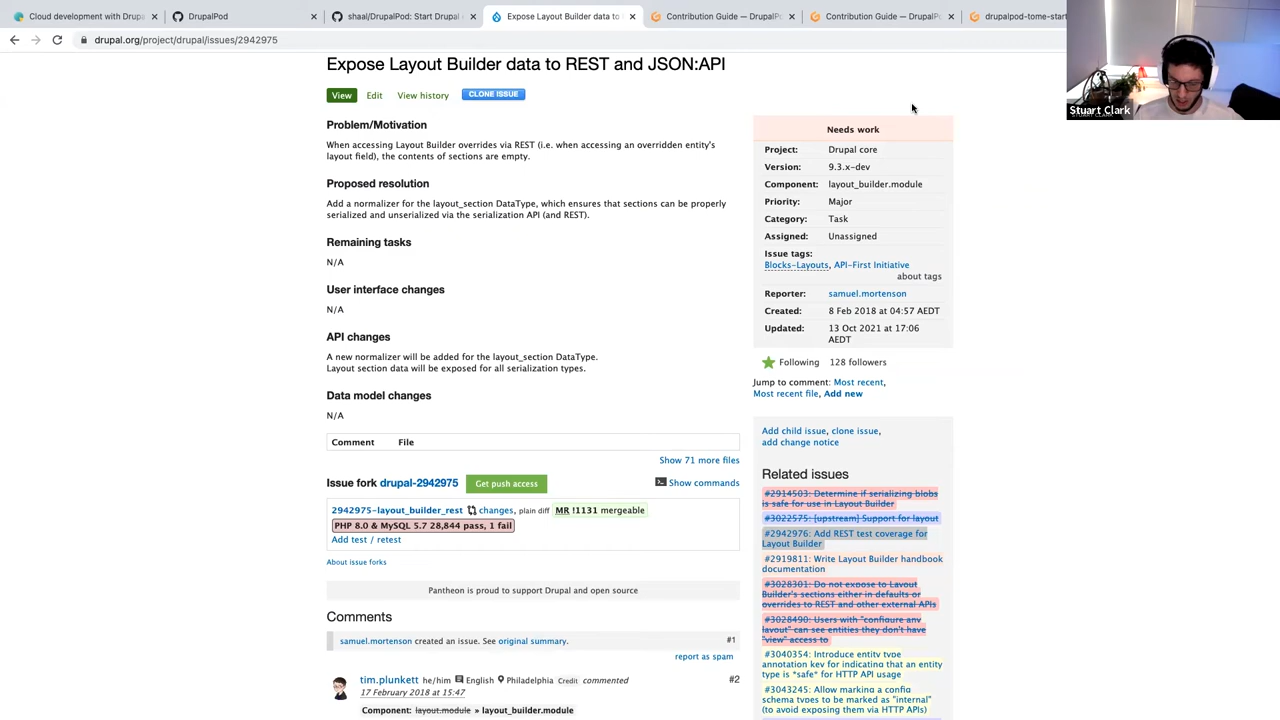 Cloud development with Drupa
DrupalPod
shaal/DrupalPod: Start Drupal
Expose Layout Builder data to
Contribution Guide — DrupalPo
Contribution Guide — DrupalPo
drupalpod-tome-start
drupal.org/project/drupal/issues/2942975
Stuart Clark
Expose Layout Builder data to REST and JSON:API
View Edit View history CLONE ISSUE
Problem/Motivation
When accessing Layout Builder overrides via REST (i.e. when accessing an overridden entity's
layout field), the contents of sections are empty.
Proposed resolution
Add a normalizer for the layout_section DataType, which ensures that sections can be properly
serialized and unserialized via the serialization API (and REST).
Remaining tasks
N/A
User interface changes
N/A
API changes
A new normalizer will be added for the layout_section DataType.
Layout section data will be exposed for all serialization types.
Data model changes
N/A
Comment File
Show 71 more files
Issue fork drupal-2942975 Get push access Show commands
2942975-layout_builder_rest changes, plain diff MR !1131 mergeable
PHP 8.0 & MySQL 5.7 28,844 pass, 1 fail
Add test / retest
About issue forks
Pantheon is proud to support Drupal and open source
Comments
samuel.mortenson created an issue. See original summary. #1
report as spam
tim.plunkett he/him English Philadelphia Credit commented #2
17 February 2018 at 15:47
Component: layout.module » layout_builder.module
Needs work
Project: Drupal core
Version: 9.3.x-dev
Component: layout_builder.module
Priority: Major
Category: Task
Assigned: Unassigned
Issue tags:
Blocks-Layouts, API-First Initiative
about tags
Reporter: samuel.mortenson
Created: 8 Feb 2018 at 04:57 AEDT
Updated: 13 Oct 2021 at 17:06
AEDT
Following 128 followers
Jump to comment: Most recent,
Most recent file, Add new
Add child issue, clone issue,
add change notice
Related issues
#2914503: Determine if serializing blobs
is safe for use in Layout Builder
#3022575: [upstream] Support for layout
#2942976: Add REST test coverage for
Layout Builder
#2919811: Write Layout Builder handbook
documentation
#3028301: Do not expose to Layout
Builder's sections either in defaults or
overrides to REST and other external APIs
#3028490: Users with "configure any
layout" can see entities they don't have
"view" access to
#3040354: Introduce entity type
annotation key for indicating that an entity
type is *safe* for HTTP API usage
#3043245: Allow marking a config
schema types to be marked as "internal"
(to avoid exposing them via HTTP APIs)